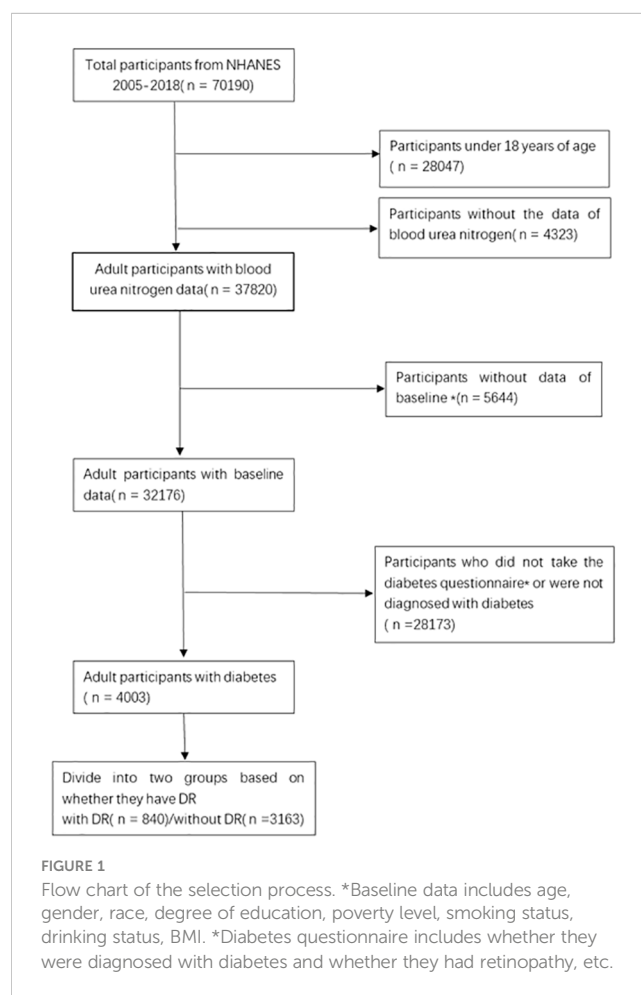 Total participants from NHANES
2005-2018( n = 70190)
Participants under 18 years of age
( n = 28047)
Participants without the data of
blood urea nitrogen( n = 4323)
Adult participants with blood
urea nitrogen data( n = 37820)
Participants without data of
baseline *(n = 5644)
Adult participants with baseline
data( n = 32176)
Participants who did not take the
diabetes questionnaire* or were not
diagnosed with diabetes
( n =28173)
Adult participants with diabetes
( n = 4003)
Divide into two groups based on
whether they have DR
with DR( n = 840)/without DR( n =3163)
FIGURE 1
Flow chart of the selection process. *Baseline data includes age,
gender, race, degree of education, poverty level, smoking status,
drinking status, BMI. *Diabetes questionnaire includes whether they
were diagnosed with diabetes and whether they had retinopathy, etc.